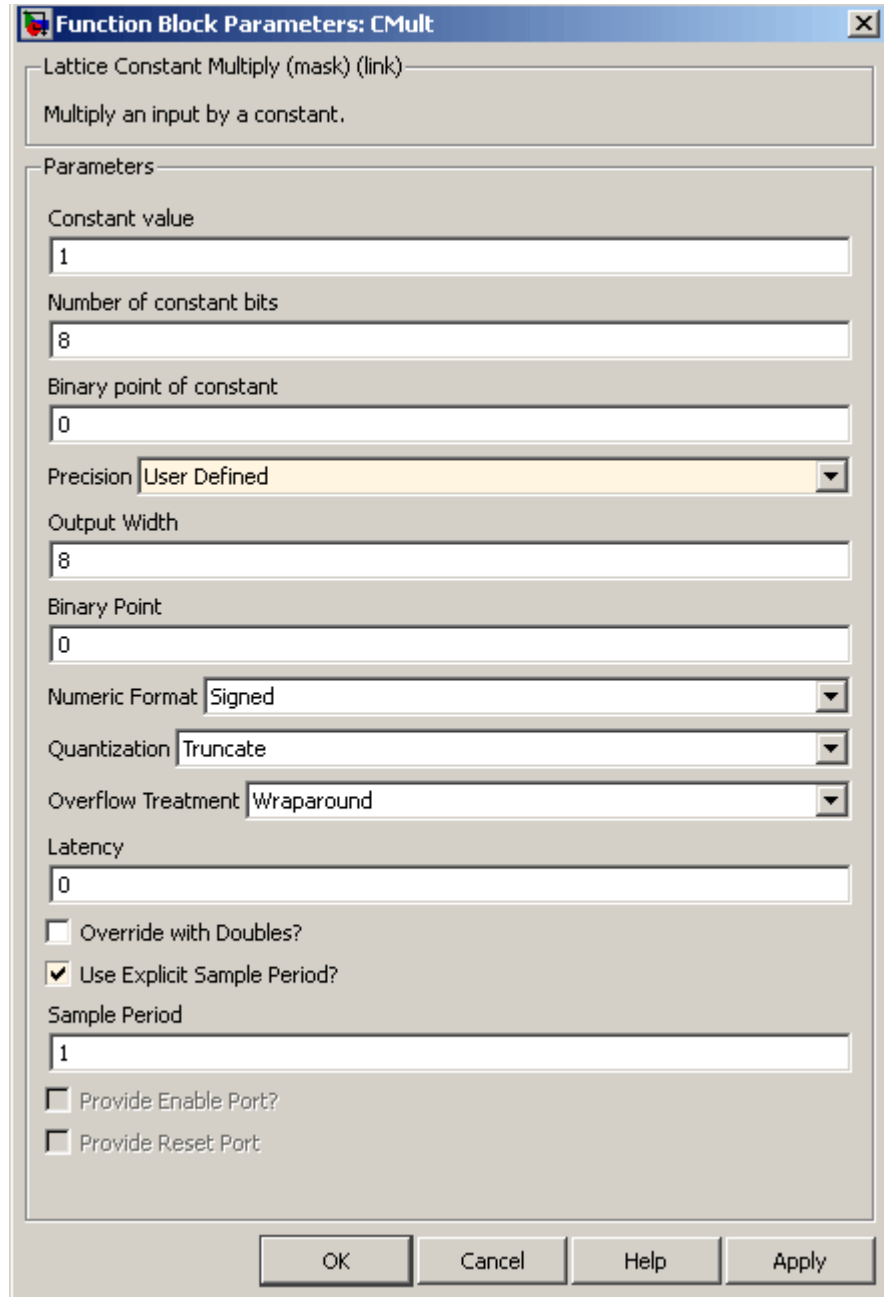 Function Block Parameters: CMult
Lattice Constant Multiply (mask) (link)
Multiply an input by a constant.
Parameters
Constant value
1
Number of constant bits
8
Binary point of constant
0
Precision User Defined
Output Width
8
Binary Point
0
Numeric Format Signed
Quantization Truncate
Overflow Treatment Wraparound
Latency
0
Override with Doubles?
Use Explicit Sample Period?
Sample Period
1
Provide Enable Port?
Provide Reset Port
OK Cancel Help Apply